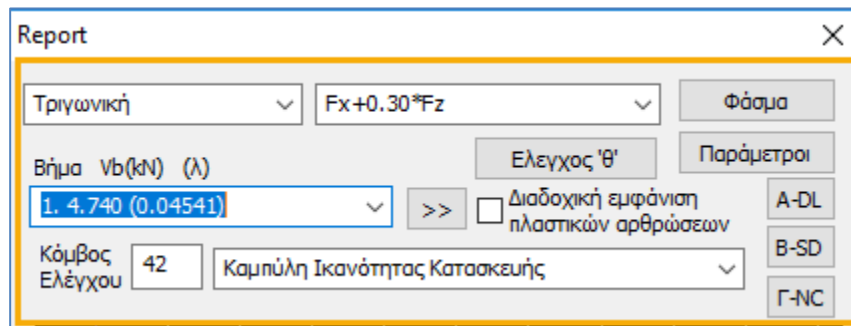 Report
Τριγωνική
Fx+0.30*Fz
Φάσμα
Ελεγχος 'θ'
Παράμετροι
Βήμα Vb(kN) (λ)
1. 4.740 (0.04541)
>>
Διαδοχική εμφάνιση
πλαστικών αρθρώσεων
A-DL
B-SD
Κόμβος
Ελέγχου
42
Καμπύλη Ικανότητας Κατασκευής
Γ-NC